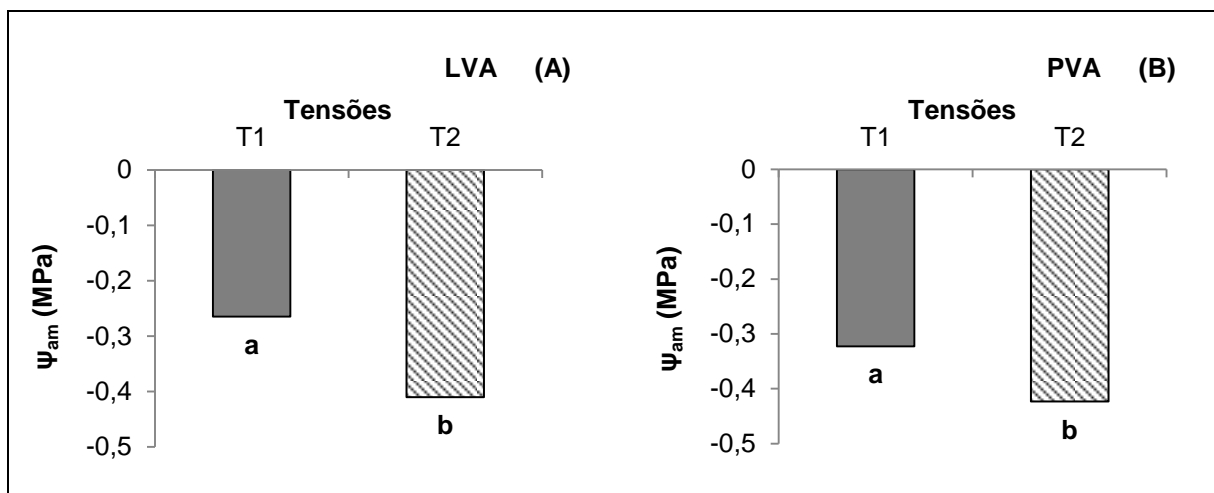 LVA (A)
Tensões
T1 T2
0
-0,1
-0,2
-0,3
-0,4
-0,5
Ψam (MPa)
a
b
PVA (B)
Tensões
T1 T2
0
-0,1
-0,2
-0,3
-0,4
-0,5
Ψam (MPa)
a
b